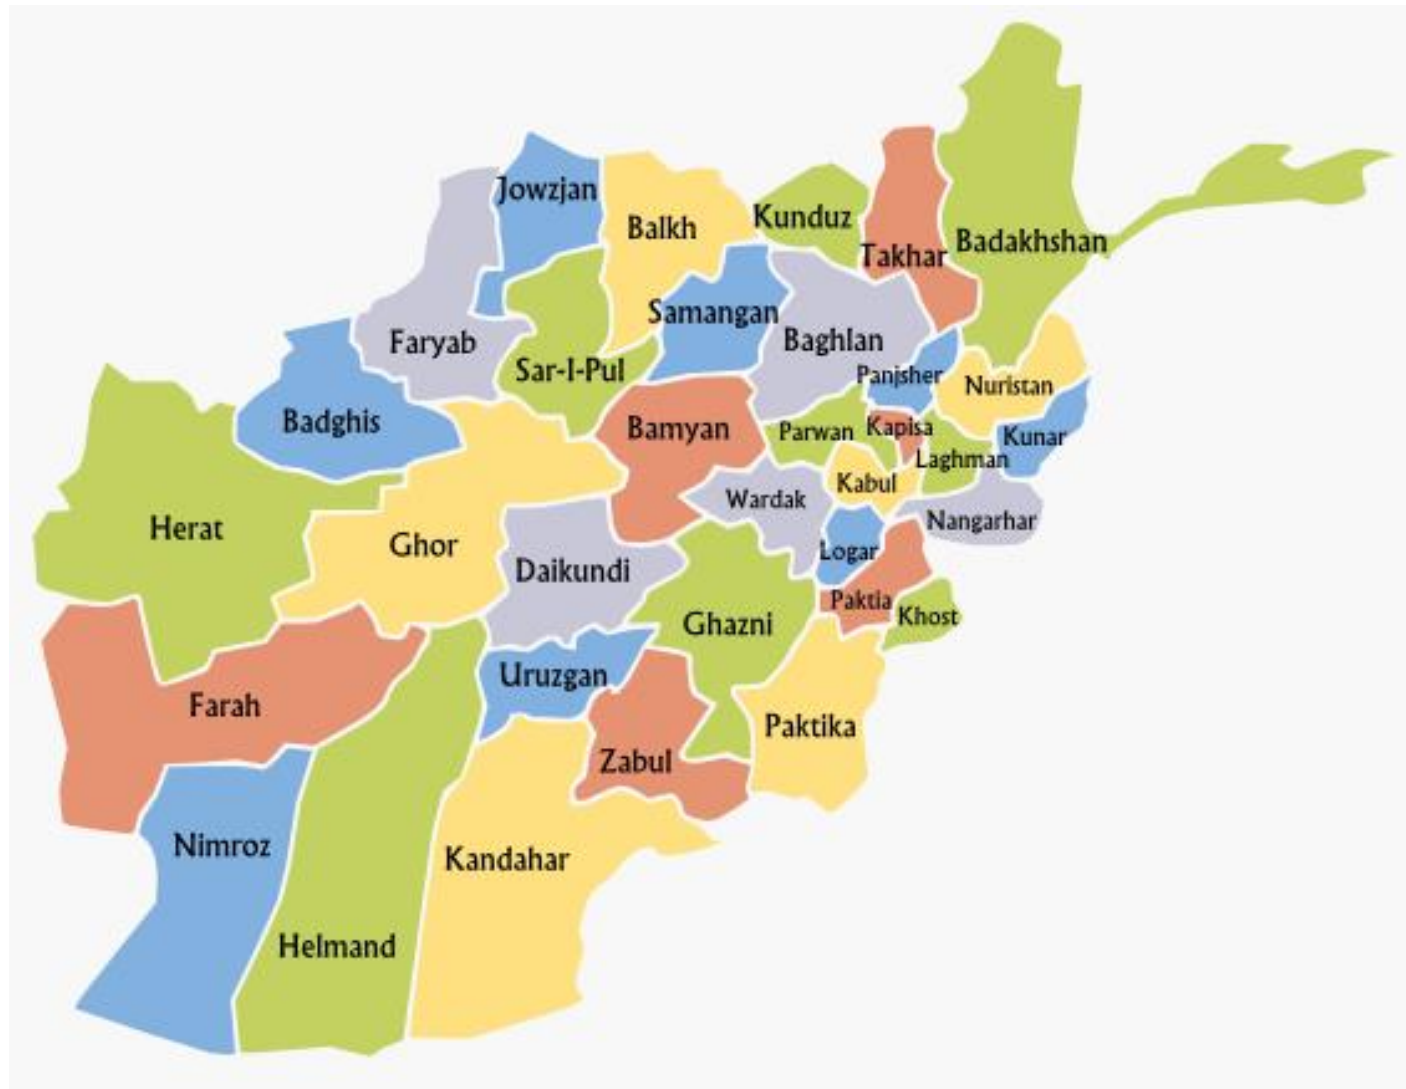 Jowzjan
Balkh
Kunduz
Takhar
Badakhshan
Faryab
Sar-I-Pul
Samangan
Baghlan
Panjsher
Nuristan
Badghis
Bamyan
Parwan
Kapisa
Kunar
Laghman
Herat
Ghor
Daikundi
Wardak
Kabul
Nangarhar
Logar
Paktia
Khost
Ghazni
Uruzgan
Farah
Zabul
Paktika
Nimroz
Kandahar
Helmand